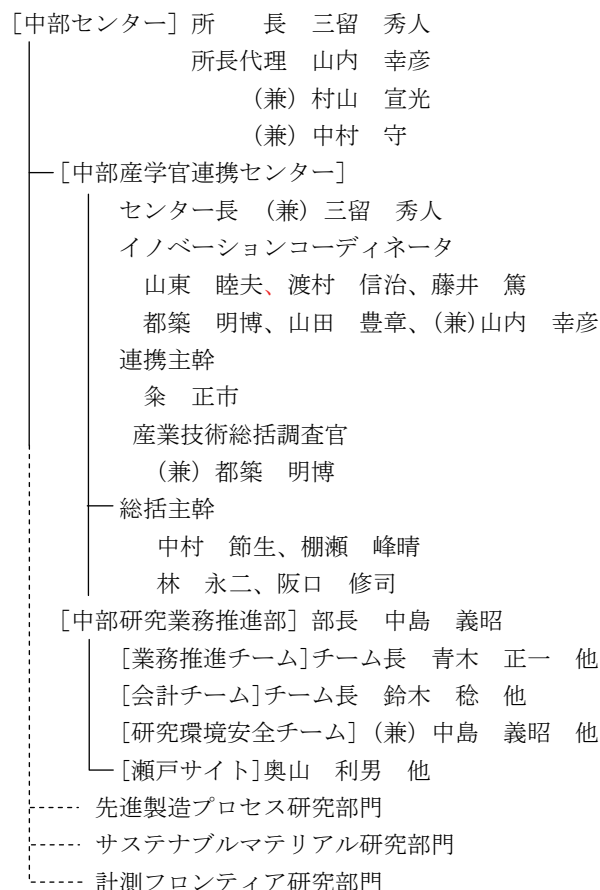 [中部センター] 所　　長　三留　秀人
所長代理　山内　幸彦
(兼) 村山　宣光
(兼) 中村　守
[中部産学官連携センター]
センター長　(兼) 三留　秀人
イノベーションコーディネータ
山東　睦夫、渡村　信治、藤井　篤
都築　明博、山田　豊章、(兼)山内　幸彦
連携主幹
粂　正市
産業技術総括調査官
(兼) 都築　明博
総括主幹
中村　節生、棚瀬　峰晴
林　永二、阪口　修司
[中部研究業務推進部] 部長　中島　義昭
[業務推進チーム]チーム長　青木　正一　他
[会計チーム]チーム長　鈴木　稔　他
[研究環境安全チーム] (兼) 中島　義昭　他
[瀬戸サイト]奥山　利男　他
先進製造プロセス研究部門
サステナブルマテリアル研究部門
計測フロンティア研究部門